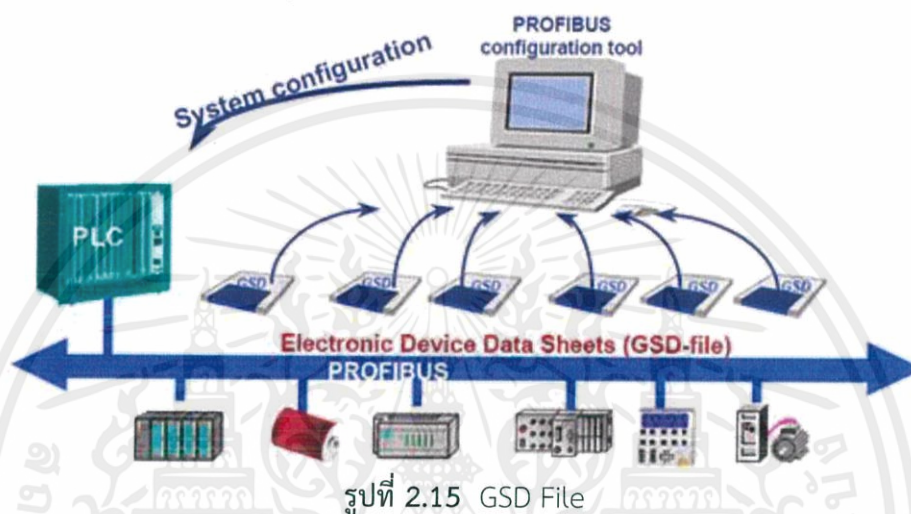 PROFIBUS
configuration tool
System configuration
PLC
GSD
GSD
GSD
GSD
GSD
GSD
Electronic Device Data Sheets (GSD-file)
PROFIBUS
รูปที่ 2.15 GSD File